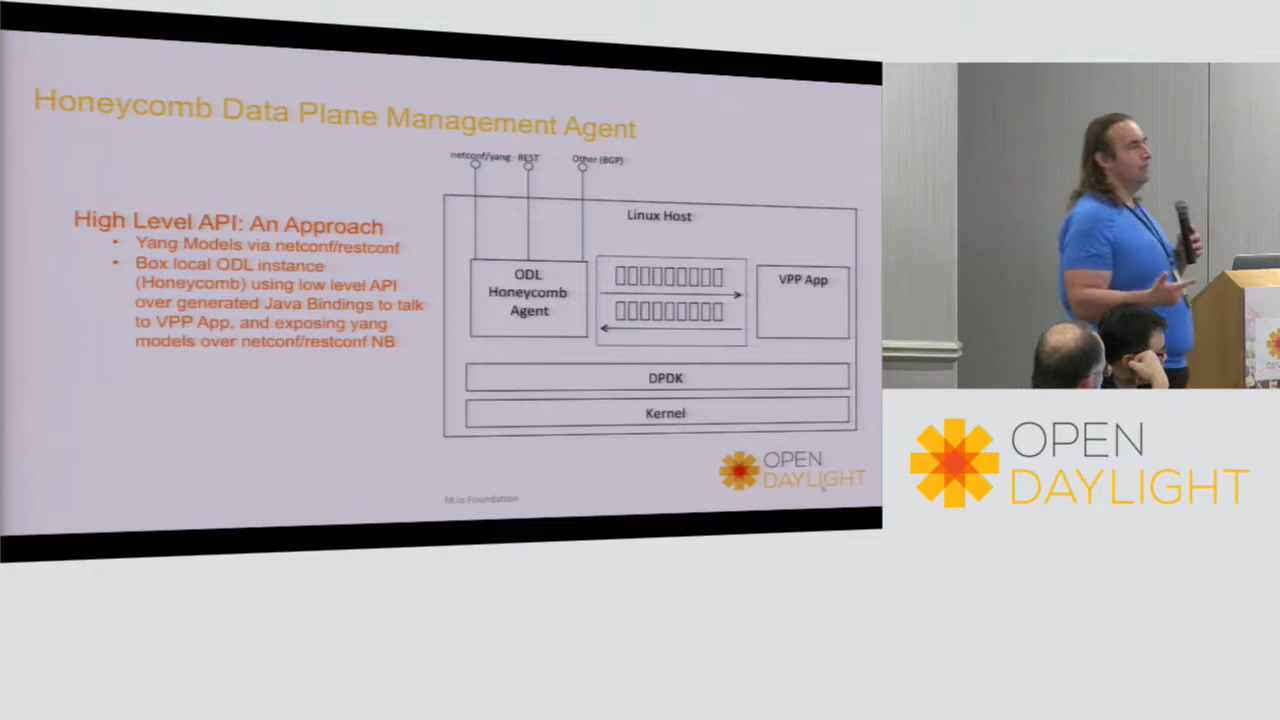 Honeycomb Data Plane Management Agent
High Level API: An Approach
• Yang Models via netconf/restconf
• Box local ODL instance
(Honeycomb) using low level API
over generated Java Bindings to talk
to VPP App, and exposing yang
models over netconf/restconf NB
netconf/yang REST Other (BGP)
Linux Host
ODL
Honeycomb
Agent
VPP App
DPDK
Kernel
fd.io Foundation
OPEN
DAYLIGHT
OPEN
DAYLIGHT